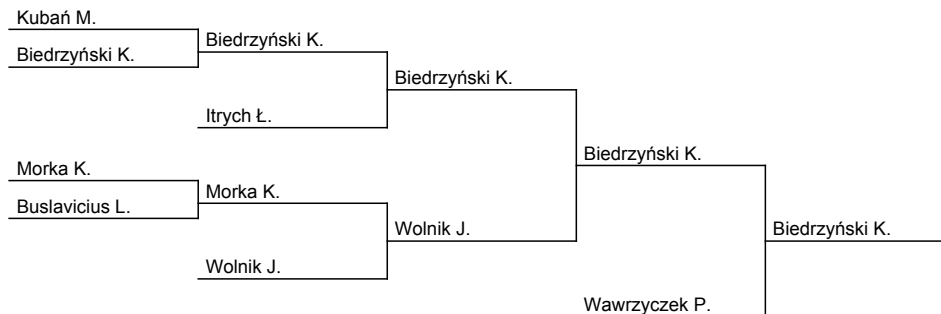 Kubań M.
Biedrzyński K.
Biedrzyński K.
Biedrzyński K.
Itrych Ł.
Biedrzyński K.
Morka K.
Morka K.
Buslavicius L.
Wolnik J.
Biedrzyński K.
Wolnik J.
Wawrzyczek P.